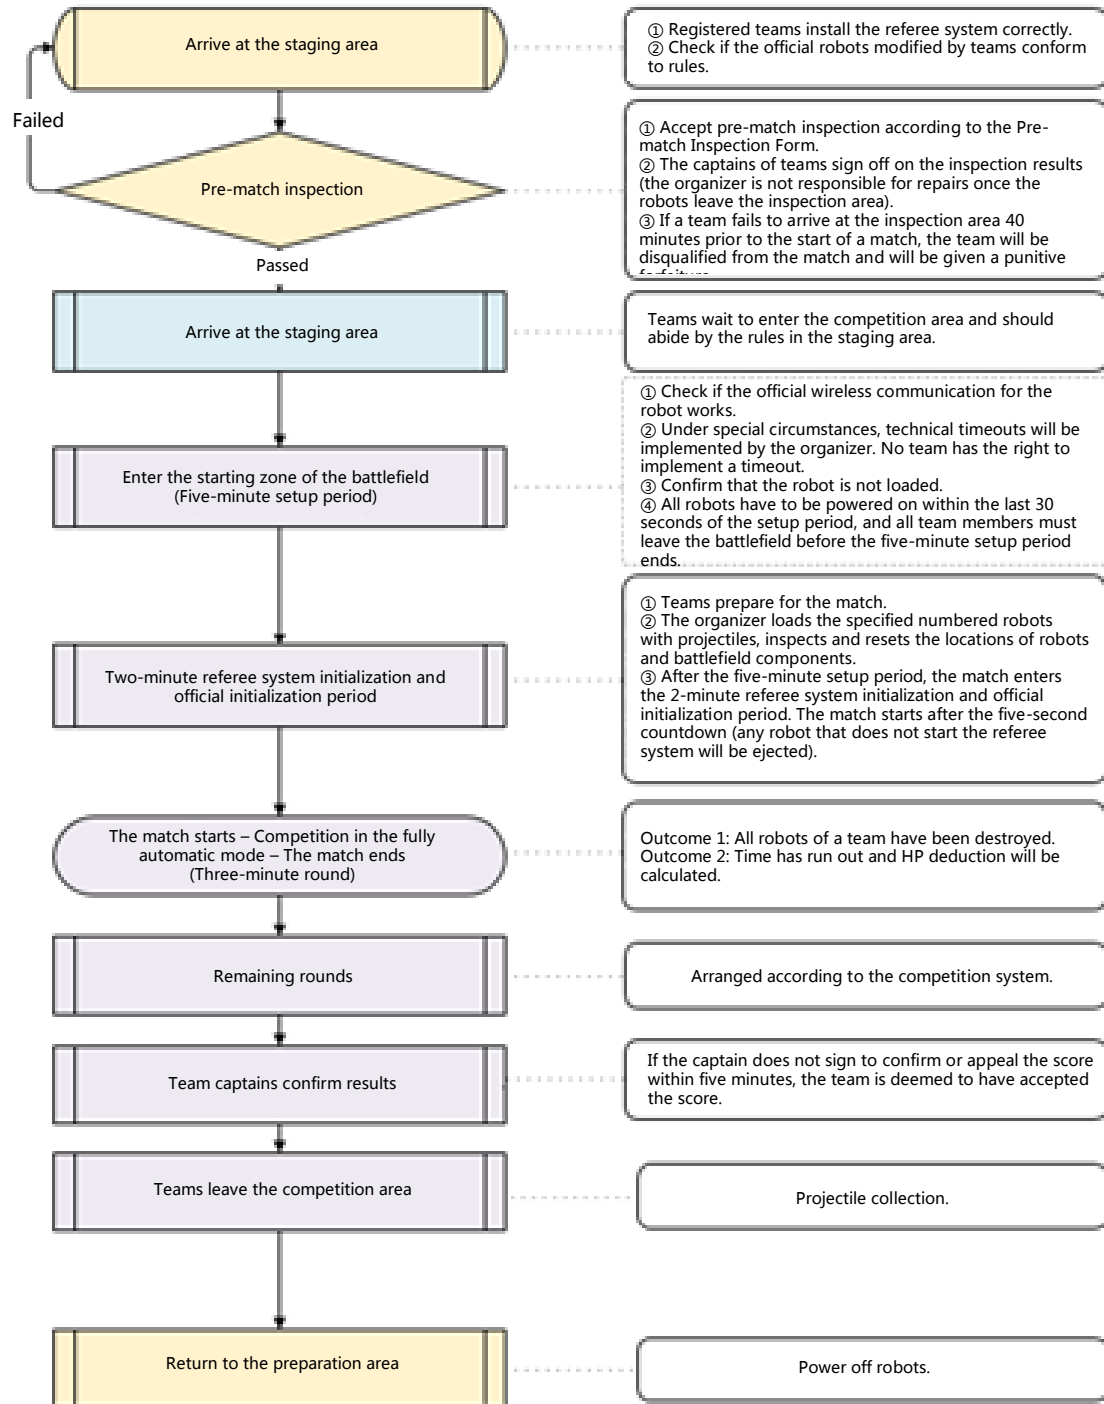 Arrive at the staging area
① Registered teams install the referee system correctly.
② Check if the official robots modified by teams conform
to rules.
Failed
Pre-match inspection
① Accept pre-match inspection according to the Pre-
match Inspection Form.
② The captains of teams sign off on the inspection results
(the organizer is not responsible for repairs once the
robots leave the inspection area).
③ If a team fails to arrive at the inspection area 40
minutes prior to the start of a match, the team will be
disqualified from the match and will be given a punitive
Passed
Arrive at the staging area
Teams wait to enter the competition area and should
abide by the rules in the staging area.
Enter the starting zone of the battlefield
(Five-minute setup period)
① Check if the official wireless communication for the
robot works.
② Under special circumstances, technical timeouts will be
implemented by the organizer. No team has the right to
implement a timeout.
③ Confirm that the robot is not loaded.
④ All robots have to be powered on within the last 30
seconds of the setup period, and all team members must
leave the battlefield before the five-minute setup period
ends.
Two-minute referee system initialization and
official initialization period
① Teams prepare for the match.
② The organizer loads the specified numbered robots
with projectiles, inspects and resets the locations of robots
and battlefield components.
③ After the five-minute setup period, the match enters
the 2-minute referee system initialization and official
initialization period. The match starts after the five-second
countdown (any robot that does not start the referee
system will be ejected).
The match starts – Competition in the fully
automatic mode – The match ends
(Three-minute round)
Outcome 1: All robots of a team have been destroyed.
Outcome 2: Time has run out and HP deduction will be
calculated.
Remaining rounds
Arranged according to the competition system.
Team captains confirm results
If the captain does not sign to confirm or appeal the score
within five minutes, the team is deemed to have accepted
the score.
Teams leave the competition area
Projectile collection.
Return to the preparation area
Power off robots.